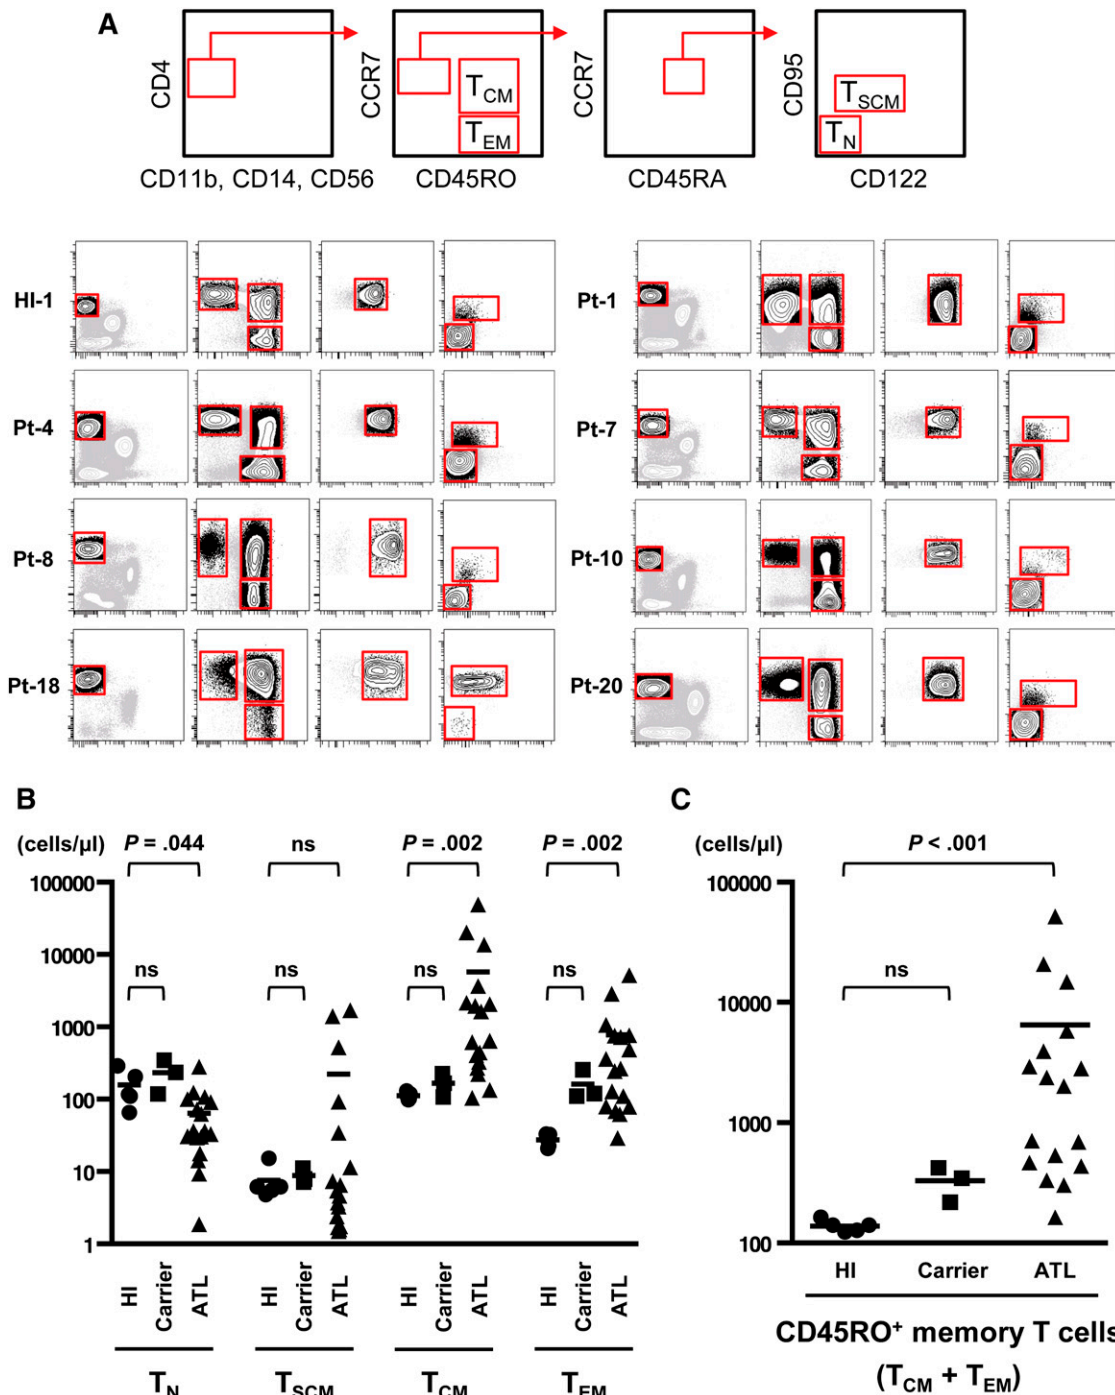 A
CD4
CD11b, CD14, CD56
CCR7
TCM
TEM
CD45RO
CCR7
CD45RA
CD95
TSCM
TN
CD122
HI-1
Pt-1
Pt-4
Pt-7
Pt-8
Pt-10
Pt-18
Pt-20
B
(cells/µl)
P = .044
ns
P = .002
P = .002
100000
10000
1000
100
10
1
ns
ns
ns
ns
HI
Carrier
ATL
HI
Carrier
ATL
HI
Carrier
ATL
HI
Carrier
ATL
TN
TSCM
TCM
TEM
C
(cells/µl)
P < .001
100000
10000
1000
100
ns
HI
Carrier
ATL
CD45RO+ memory T cells
(TCM + TEM)